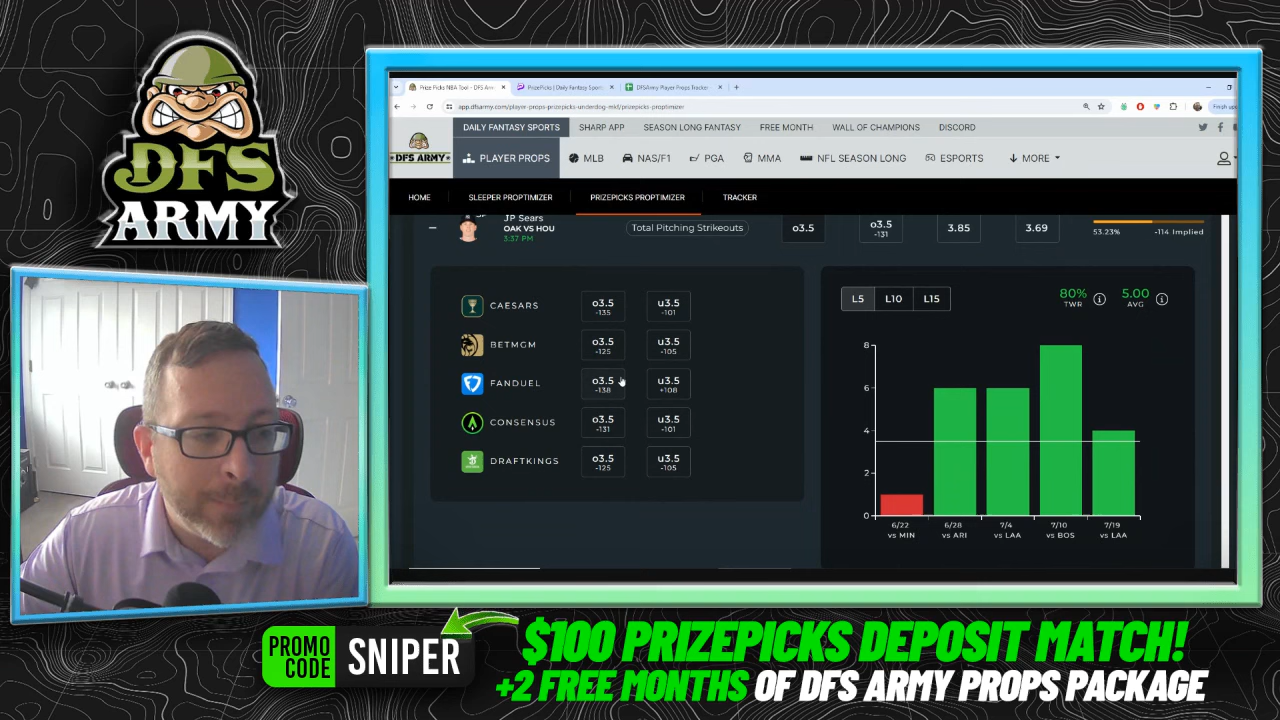 DFS
ARMY
Prize Picks NBA Tool - DFS Arm
PrizePicks | Daily Fantasy Sports
DFSArmy Player Props Tracker
app.dfsarmy.com/player-props-prizepicks-underdog-mkf/prizepicks-proptimizer
Finish up
DAILY FANTASY SPORTS
SHARP APP
SEASON LONG FANTASY
FREE MONTH
WALL OF CHAMPIONS
DISCORD
DFS ARMY
PLAYER PROPS
MLB
NAS/F1
PGA
MMA
NFL SEASON LONG
ESPORTS
MORE
HOME
SLEEPER PROPTIMIZER
PRIZEPICKS PROPTIMIZER
TRACKER
JP Sears
OAK VS HOU
3:37 PM
Total Pitching Strikeouts
o3.5
o3.5
-131
3.85
3.69
53.23%
-114 Implied
CAESARS
o3.5
-135
u3.5
-101
BETMGM
o3.5
-125
u3.5
-105
FANDUEL
o3.5
-138
u3.5
+108
CONSENSUS
o3.5
-131
u3.5
-101
DRAFTKINGS
o3.5
-125
u3.5
-105
L5
L10
L15
80%
TWR
5.00
AVG
8
6
4
2
0
6/22
vs MIN
6/28
vs ARI
7/4
vs LAA
7/10
vs BOS
7/19
vs LAA
PROMO
CODE
SNIPER
$100 PRIZEPICKS DEPOSIT MATCH!
+2 FREE MONTHS OF DFS ARMY PROPS PACKAGE